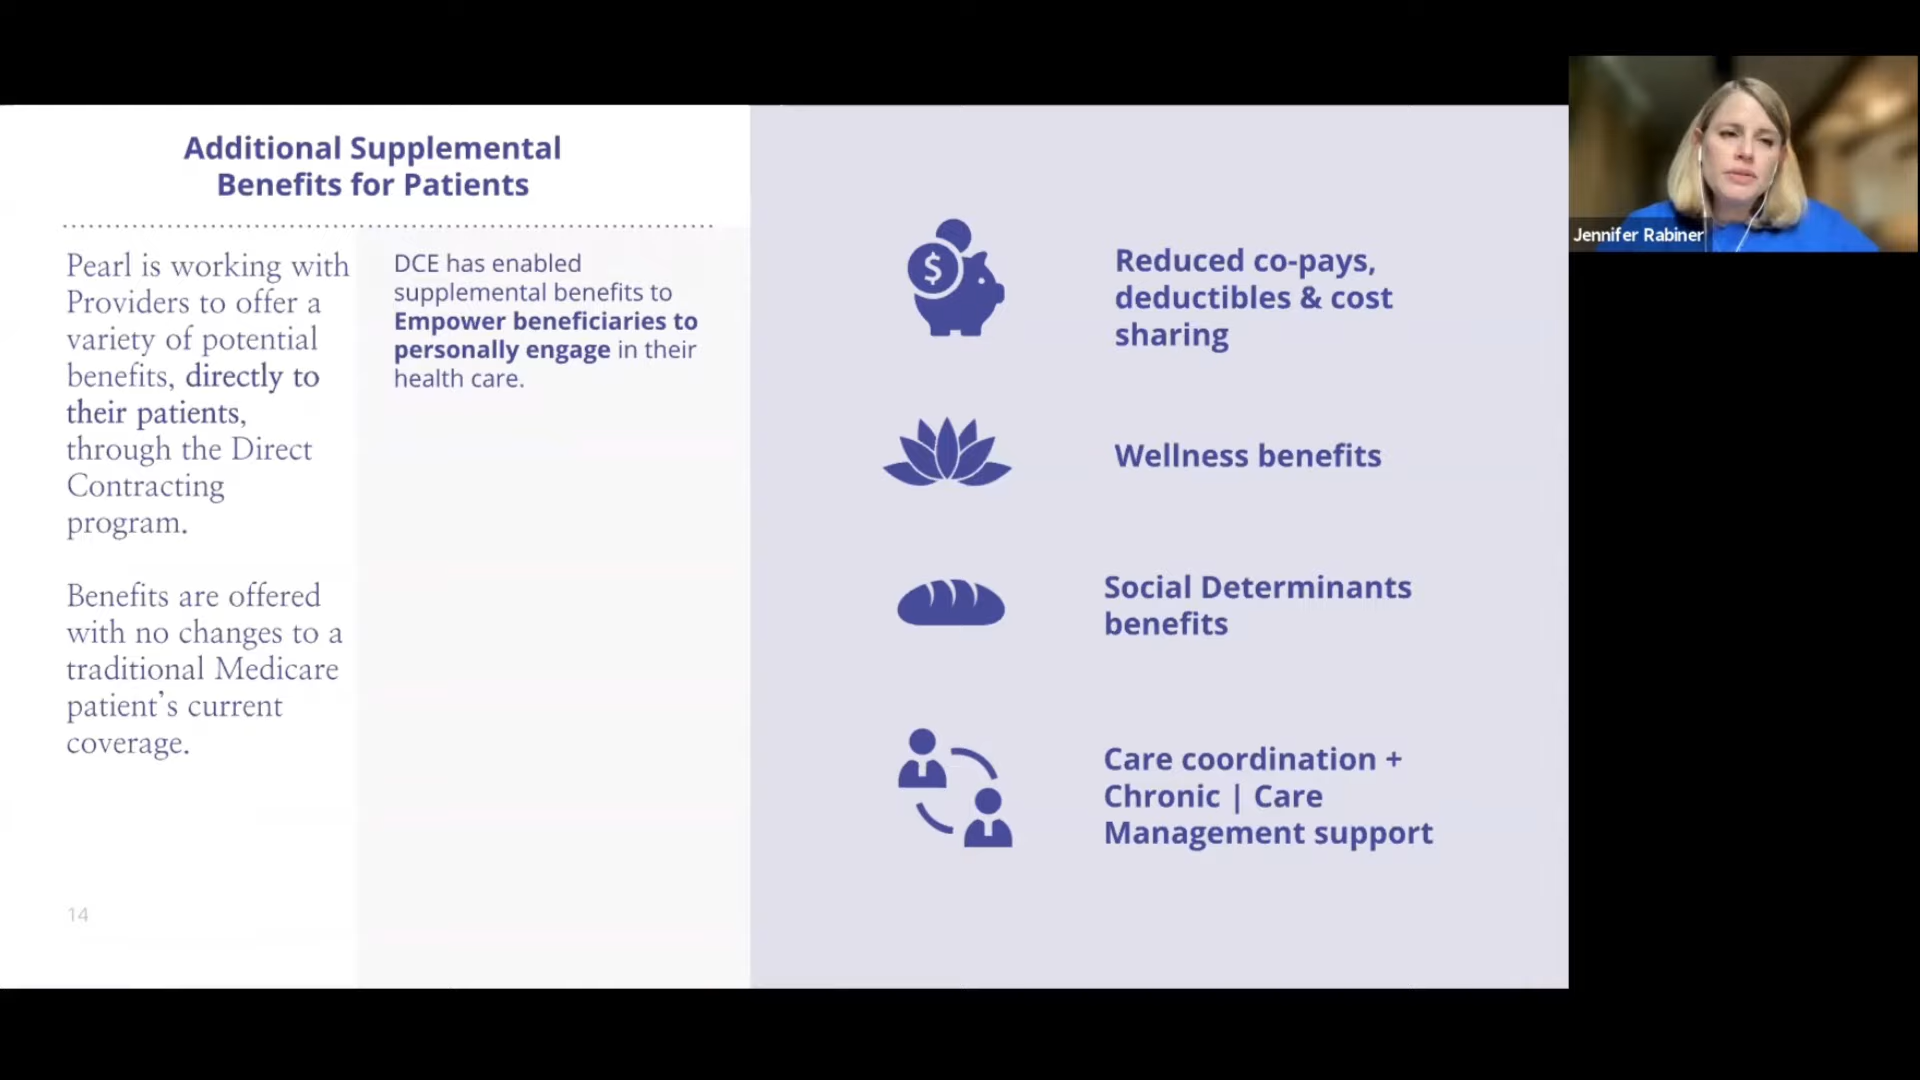 Additional Supplemental
Benefits for Patients
Pearl is working with
Providers to offer a
variety of potential
benefits, directly to
their patients,
through the Direct
Contracting
program.
Benefits are offered
with no changes to a
traditional Medicare
patient's current
coverage.
14
DCE has enabled
supplemental benefits to
Empower beneficiaries to
personally engage in their
health care.
$
Reduced co-pays,
deductibles & cost
sharing
Wellness benefits
Social Determinants
benefits
Care coordination +
Chronic | Care
Management support
Jennifer Rabiner